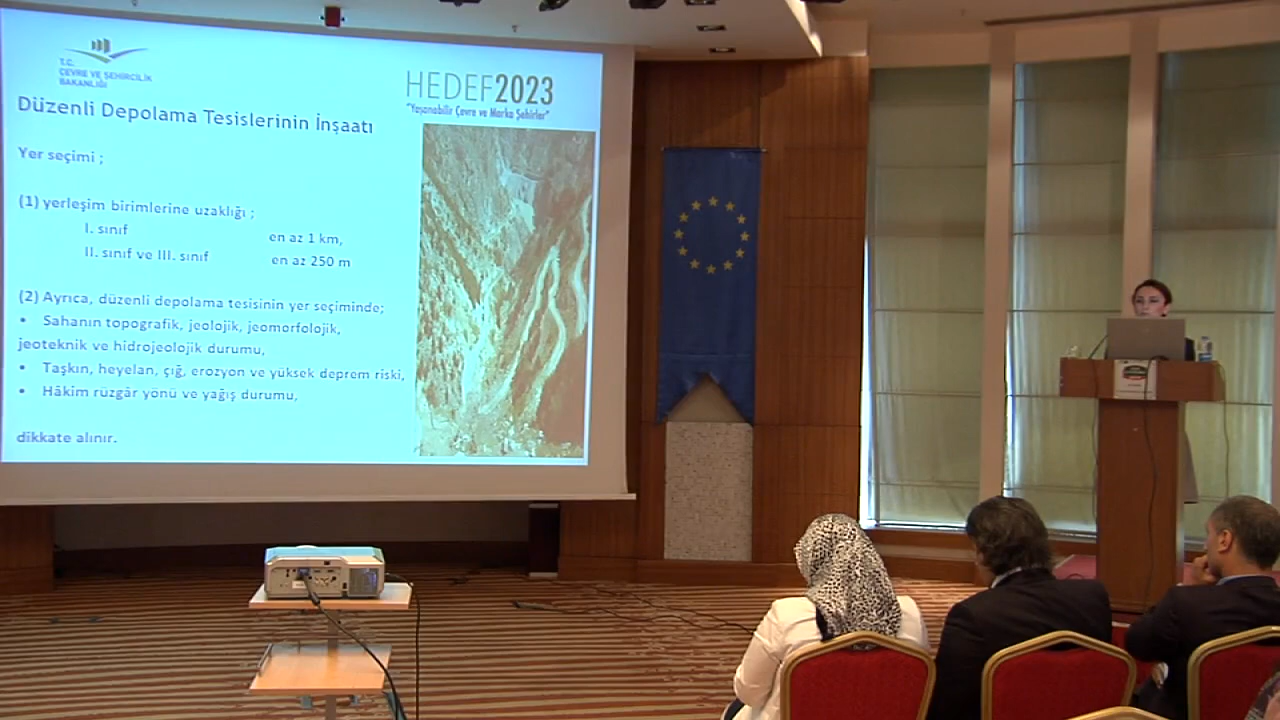 T.C.
ÇEVRE VE ŞEHİRCİLİK
BAKANLIĞI
HEDEF2023
"Yaşanabilir Çevre ve Marka Şehirler"
Düzenli Depolama Tesislerinin İnşaatı
Yer seçimi ;
(1) yerleşim birimlerine uzaklığı ;
I. sınıf en az 1 km,
II. sınıf ve III. sınıf en az 250 m
(2) Ayrıca, düzenli depolama tesisinin yer seçiminde;
• Sahanın topografik, jeolojik, jeomorfolojik,
jeoteknik ve hidrojeolojik durumu,
• Taşkın, heyelan, çığ, erozyon ve yüksek deprem riski,
• Hâkim rüzgâr yönü ve yağış durumu,
dikkate alınır.